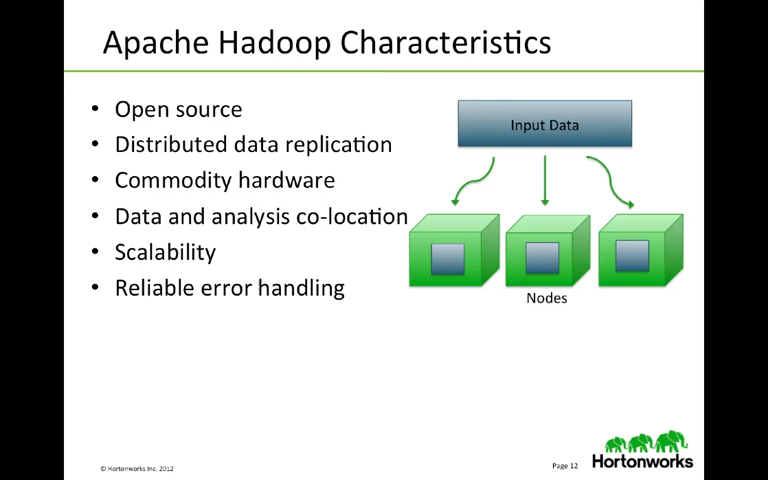 Apache Hadoop Characteristics
• Open source
• Distributed data replication
• Commodity hardware
• Data and analysis co-location
• Scalability
• Reliable error handling
Input Data
Nodes
© Hortonworks Inc. 2012
Page 12
Hortonworks